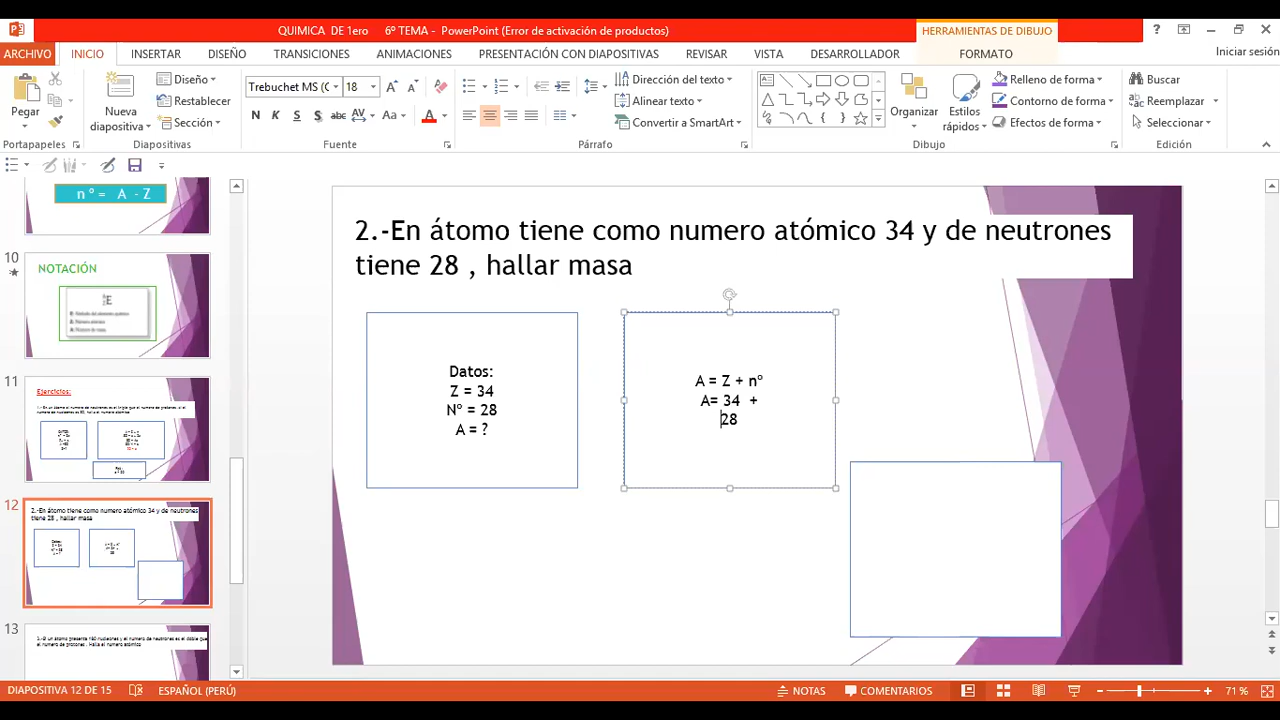 QUIMICA DE 1ero 6º TEMA - PowerPoint (Error de activación de productos)
HERRAMIENTAS DE DIBUJO
ARCHIVO INICIO INSERTAR DISEÑO TRANSICIONES ANIMACIONES PRESENTACIÓN CON DIAPOSITIVAS REVISAR VISTA DESARROLLADOR FORMATO
Iniciar sesión
Pegar
Nueva
diapositiva
Diseño
Restablecer
Sección
Trebuchet MS (C 18
N K S S abc AV Aa A
Dirección del texto
Alinear texto
Convertir a SmartArt
Organizar
Estilos
rápidos
Relleno de forma
Contorno de forma
Efectos de forma
Buscar
Reemplazar
Seleccionar
Portapapeles Diapositivas Fuente Párrafo Dibujo Edición
n º = A - Z
10
NOTACIÓN
E
11
Ejercicios:
12
2.-En átomo tiene como numero atómico 34 y de neutrones
tiene 28 , hallar masa
13
2.-En átomo tiene como numero atómico 34 y de neutrones
tiene 28 , hallar masa
Datos:
Z = 34
Nº = 28
A = ?
A = Z + nº
A= 34 +
28
DIAPOSITIVA 12 DE 15 ESPAÑOL (PERÚ) NOTAS COMENTARIOS 71 %